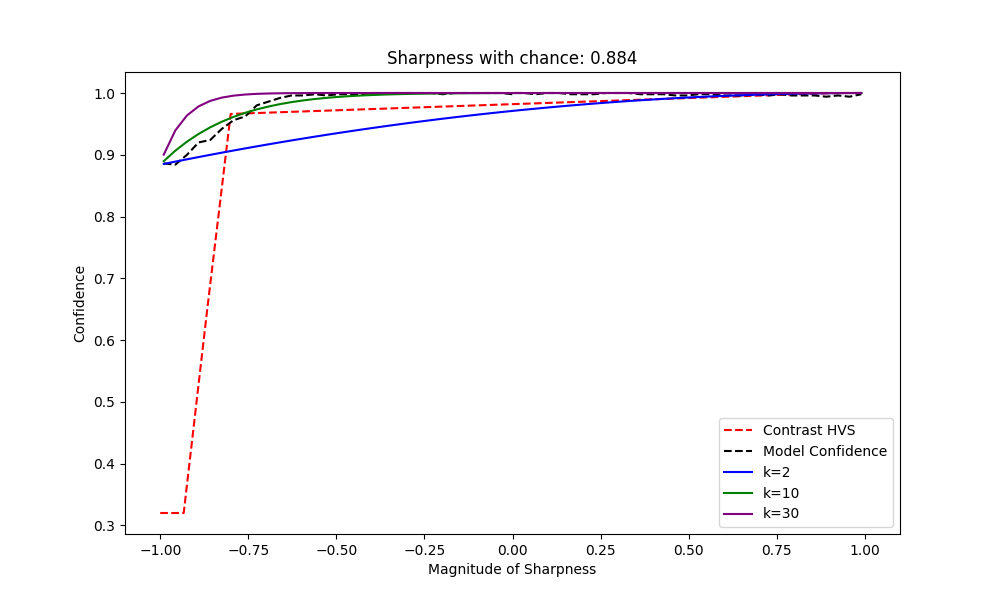 Sharpness with chance: 0.884
Confidence
1.0
0.9
0.8
0.7
0.6
0.5
0.4
0.3
Contrast HVS
Model Confidence
k=2
k=10
k=30
−1.00 −0.75 −0.50 −0.25 0.00 0.25 0.50 0.75 1.00
Magnitude of Sharpness